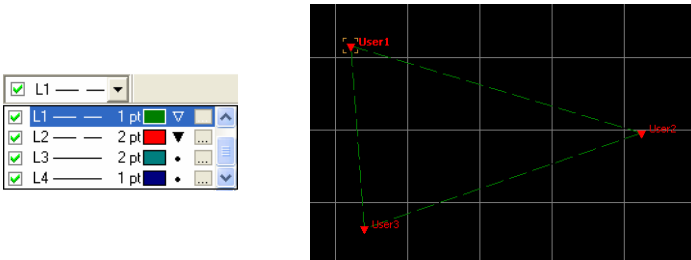 L1
L1 1 pt
L2 2 pt ...
L3 2 pt ...
L4 1 pt ...
User1
User2
User3